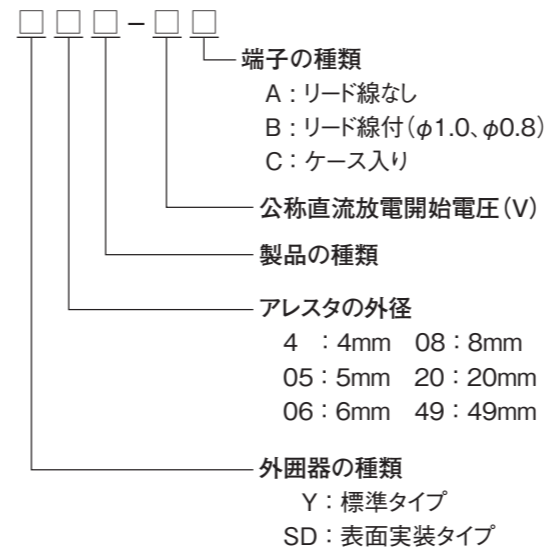 □□□−□□
端子の種類
A：リード線なし
B：リード線付（φ1.0、φ0.8）
C：ケース入り
公称直流放電開始電圧（V）
製品の種類
アレスタの外径
4 ：4mm 08：8mm
05：5mm 20：20mm
06：6mm 49：49mm
外囲器の種類
Y：標準タイプ
SD：表面実装タイプ